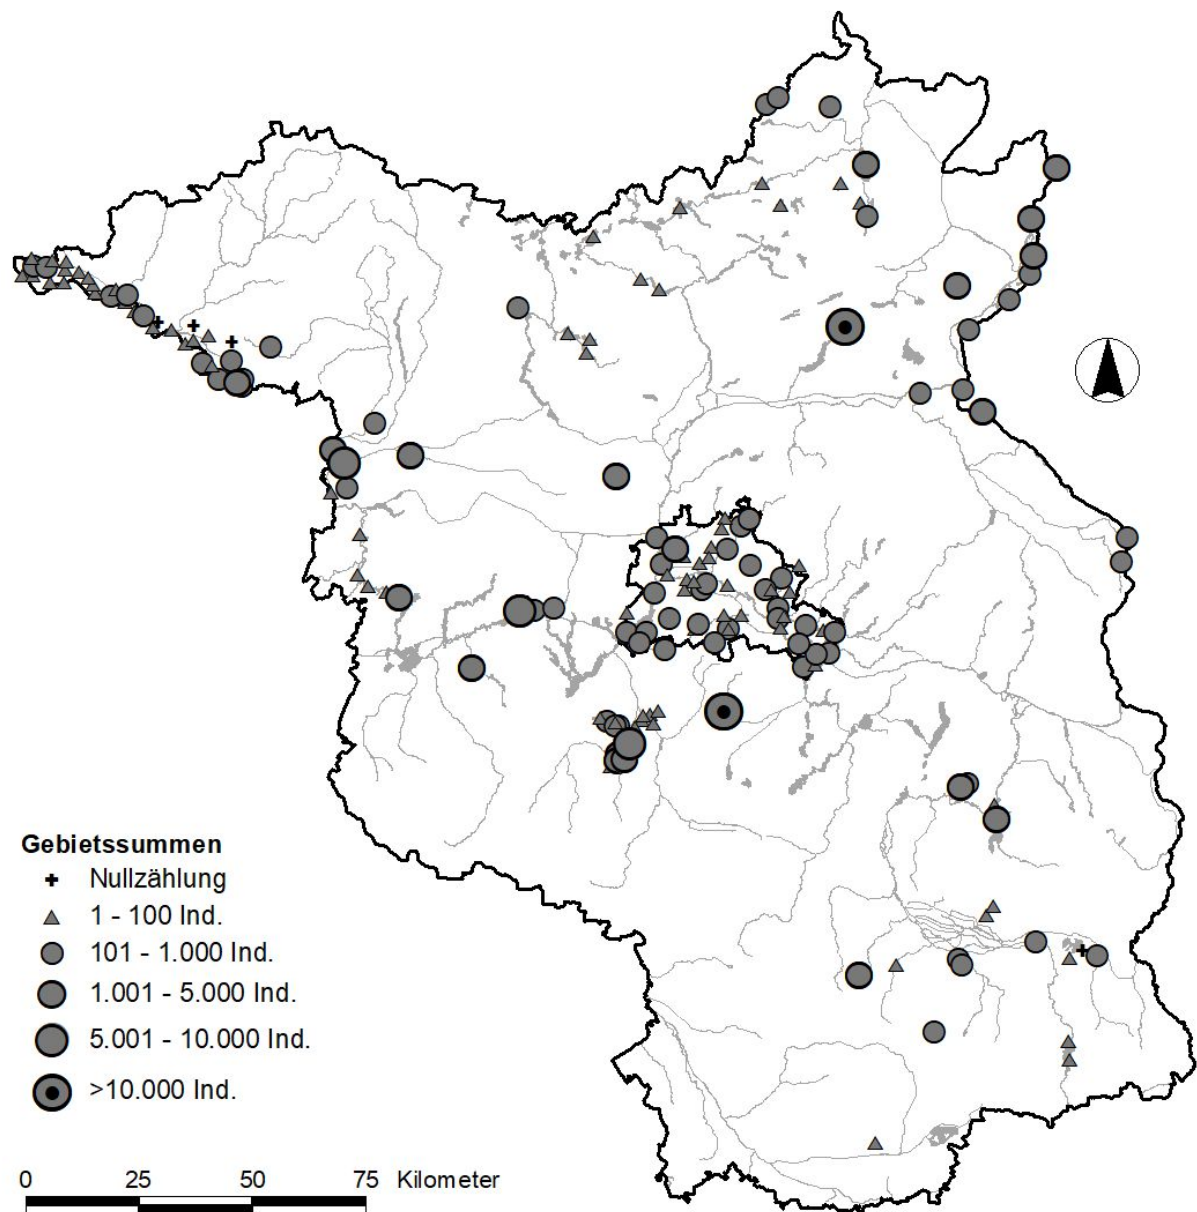 Gebietssummen
Nullzählung
1 - 100 Ind.
101 - 1.000 Ind.
1.001 - 5.000 Ind.
5.001 - 10.000 Ind.
>10.000 Ind.
0 25 50 75 Kilometer